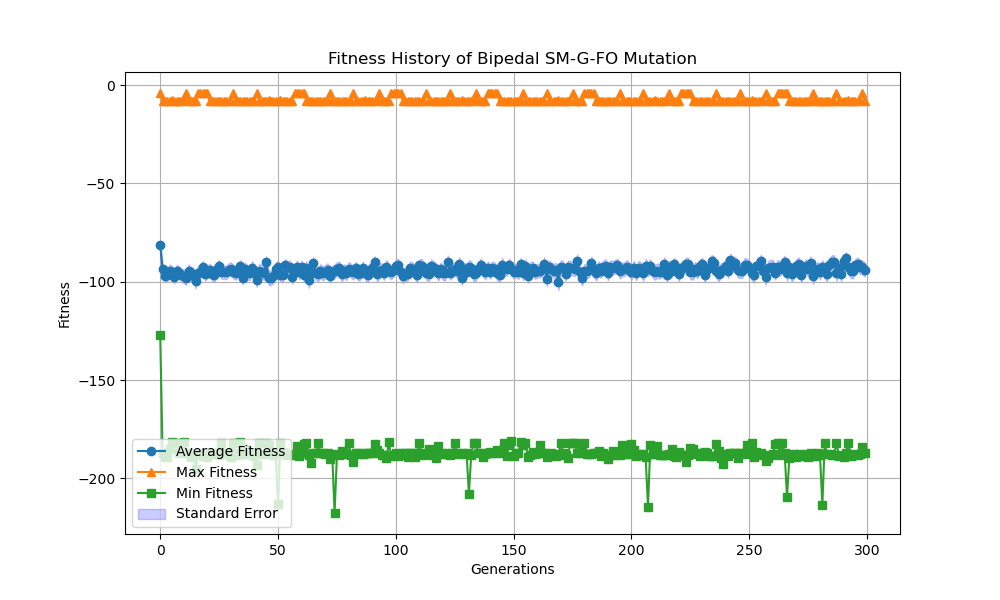 Fitness History of Bipedal SM-G-FO Mutation
0
−50
−100
−150
−200
Fitness
Average Fitness
Max Fitness
Min Fitness
Standard Error
0 50 100 150 200 250 300
Generations